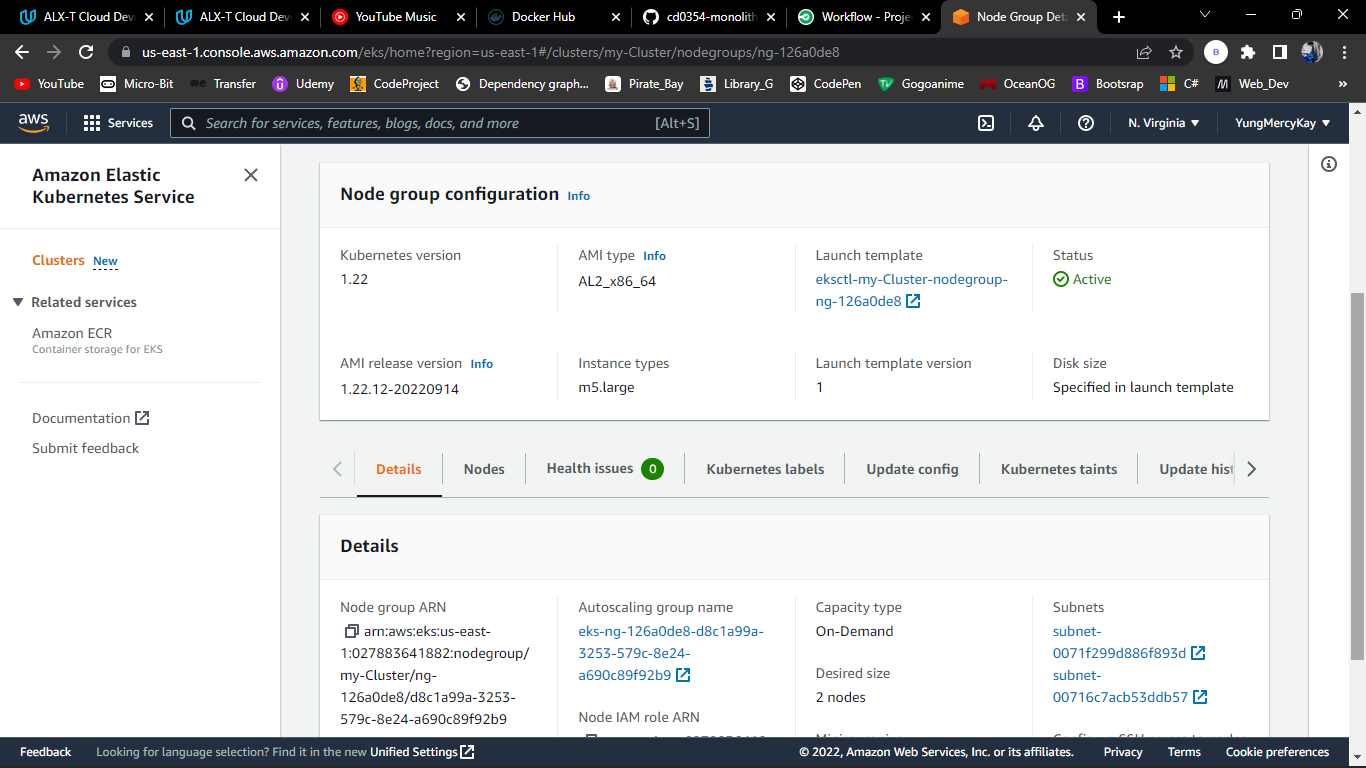 ALX-T Cloud Dev
ALX-T Cloud Dev
YouTube Music
Docker Hub
cd0354-monolith
Workflow - Proje
Node Group Deta
us-east-1.console.aws.amazon.com/eks/home?region=us-east-1#/clusters/my-Cluster/nodegroups/ng-126a0de8
B
YouTube
Micro-Bit
we Transfer
Udemy
CodeProject
Dependency graph...
Pirate_Bay
Library_G
CodePen
Gogoanime
OceanOG
B Bootsrap
C#
M Web_Dev
»
aws
Services
Search for services, features, blogs, docs, and more [Alt+S]
N. Virginia
YungMercyKay
Amazon Elastic
Kubernetes Service
Clusters New
Related services
Amazon ECR
Container storage for EKS
Documentation
Submit feedback
Node group configuration Info
Kubernetes version
1.22
AMI type Info
AL2_x86_64
Launch template
eksctl-my-Cluster-nodegroup-
ng-126a0de8
Status
Active
AMI release version Info
1.22.12-20220914
Instance types
m5.large
Launch template version
1
Disk size
Specified in launch template
Details
Nodes
Health issues 0
Kubernetes labels
Update config
Kubernetes taints
Update hist
Details
Node group ARN
arn:aws:eks:us-east-
1:027883641882:nodegroup/
my-Cluster/ng-
126a0de8/d8c1a99a-3253-
579c-8e24-a690c89f92b9
Autoscaling group name
eks-ng-126a0de8-d8c1a99a-
3253-579c-8e24-
a690c89f92b9
Node IAM role ARN
Capacity type
On-Demand
Desired size
2 nodes
Subnets
subnet-
0071f299d886f893d
subnet-
00716c7acb53ddb57
Feedback
Looking for language selection? Find it in the new Unified Settings
© 2022, Amazon Web Services, Inc. or its affiliates.
Privacy
Terms
Cookie preferences